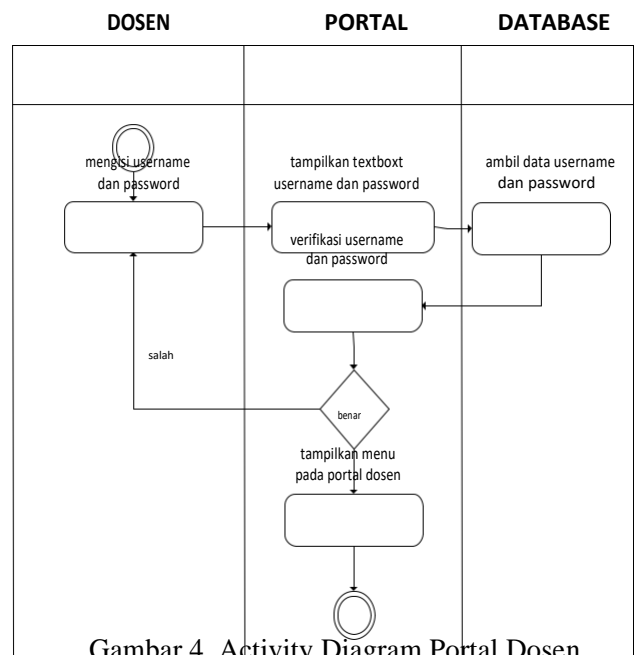 DOSEN PORTAL DATABASE
mengisi username
dan password
tampilkan textboxt
username dan password
ambil data username
dan password
verifikasi username
dan password
salah
benar
tampilkan menu
pada portal dosen
Gambar 4. Activity Diagram Portal Dosen